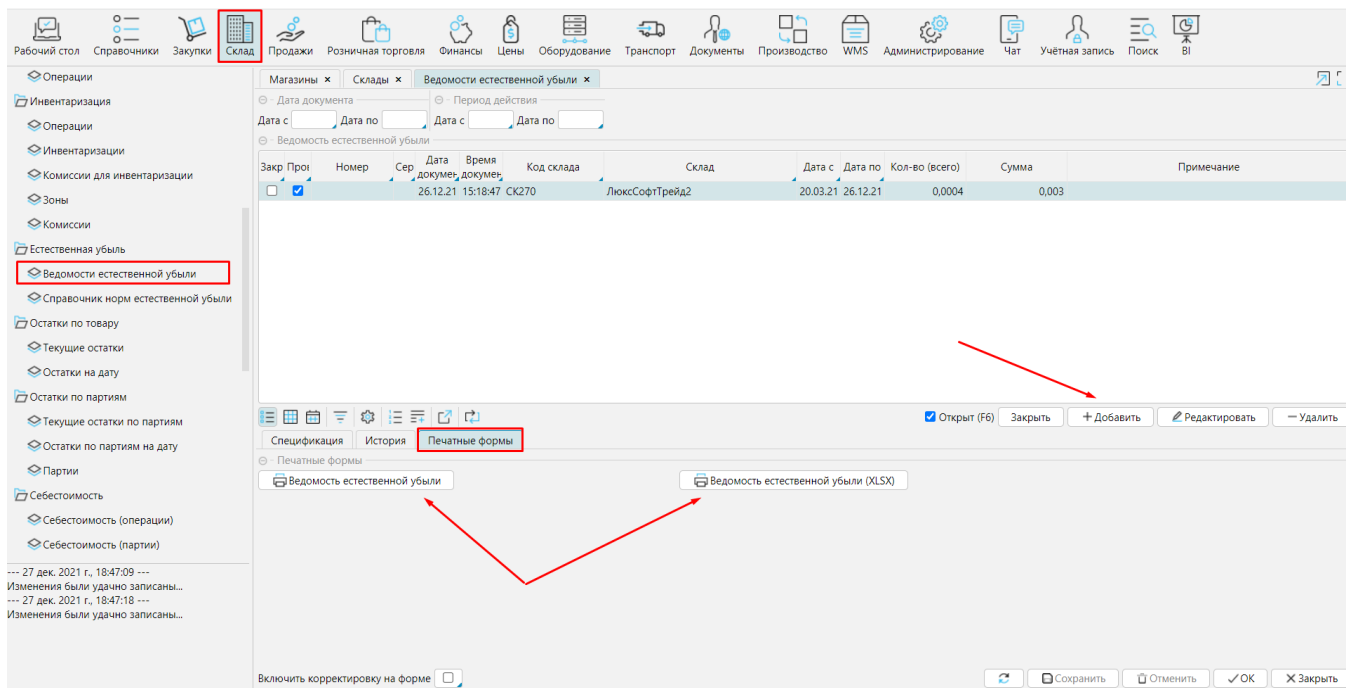 Рабочий стол Справочники Закупки Склад Продажи Розничная торговля Финансы Цены Оборудование Транспорт Документы Производство WMS Администрирование Чат Учётная запись Поиск BI
Операции
Инвентаризация
Операции
Инвентаризации
Комиссии для инвентаризации
Зоны
Комиссии
Естественная убыль
Ведомости естественной убыли
Справочник норм естественной убыли
Остатки по товару
Текущие остатки
Остатки на дату
Остатки по партиям
Текущие остатки по партиям
Остатки по партиям на дату
Партии
Себестоимость
Себестоимость (операции)
Себестоимость (партии)
--- 27 дек. 2021 г., 18:47:09 ---
Изменения были удачно записаны...
--- 27 дек. 2021 г., 18:47:18 ---
Изменения были удачно записаны...
Магазины × Склады × Ведомости естественной убыли ×
Дата документа Период действия
Дата с Дата по Дата с Дата по
Ведомость естественной убыли
Закр Прог Номер Сер Дата докумен Время докумен Код склада Склад Дата с Дата по Кол-во (всего) Сумма Примечание
26.12.21 15:18:47 СК270 ЛюксСофтТрейд2 20.03.21 26.12.21 0,0004 0,003
Открыт (F6) Закрыть Добавить Редактировать Удалить
Спецификация История Печатные формы
Печатные формы
Ведомость естественной убыли Ведомость естественной убыли (XLSX)
Включить корректировку на форме Сохранить Отменить ОК Закрыть